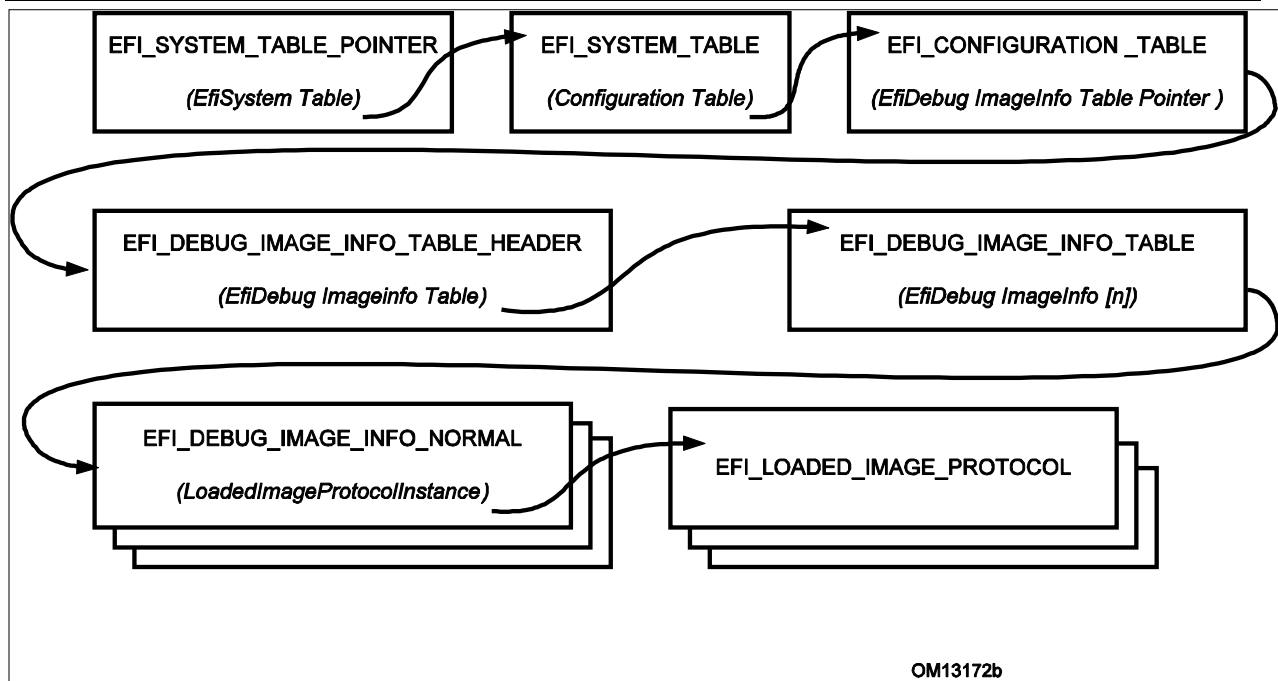 EFI_SYSTEM_TABLE_POINTER
(EfiSystem Table)
EFI_SYSTEM_TABLE
(Configuration Table)
EFI_CONFIGURATION _TABLE
(EfiDebug ImageInfo Table Pointer )
EFI_DEBUG_IMAGE_INFO_TABLE_HEADER
(EfiDebug Imageinfo Table)
EFI_DEBUG_IMAGE_INFO_TABLE
(EfiDebug ImageInfo [n])
EFI_DEBUG_IMAGE_INFO_NORMAL
(LoadedImageProtocolInstance)
EFI_LOADED_IMAGE_PROTOCOL
OM13172b